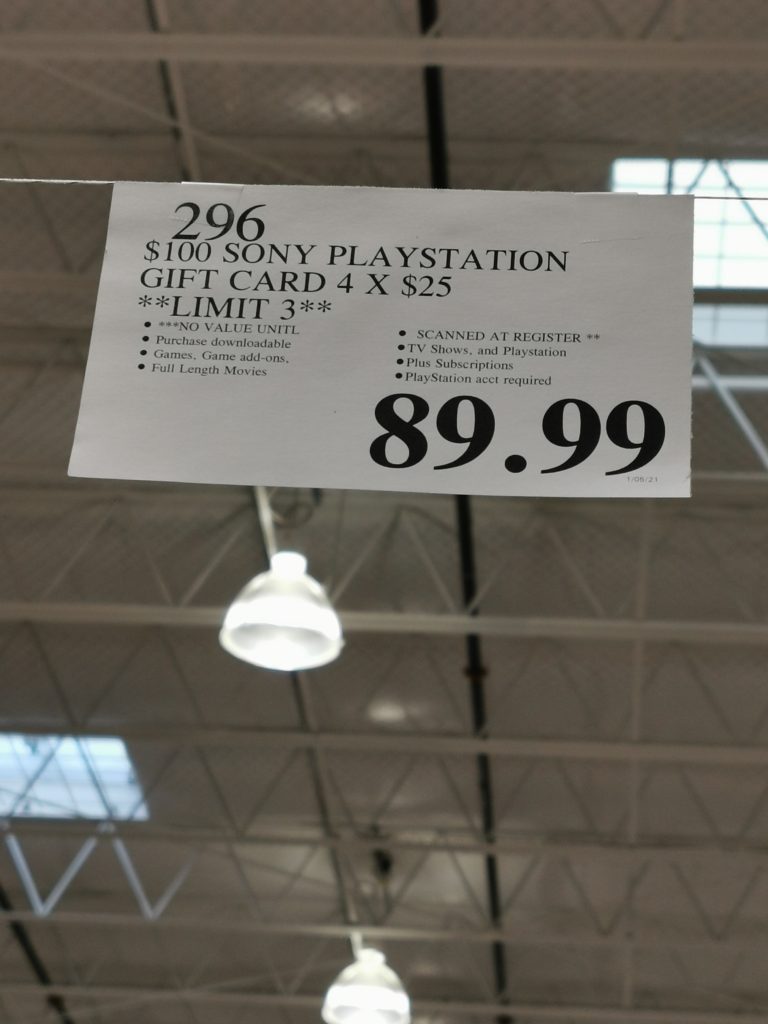 296
$100 SONY PLAYSTATION
GIFT CARD 4 X $25
**LIMIT 3**
• ***NO VALUE UNITL
• Purchase downloadable
• Games, Game add-ons,
• Full Length Movies
• SCANNED AT REGISTER **
• TV Shows, and Playstation
• Plus Subscriptions
• PlayStation acct required
89.99
1/05/21